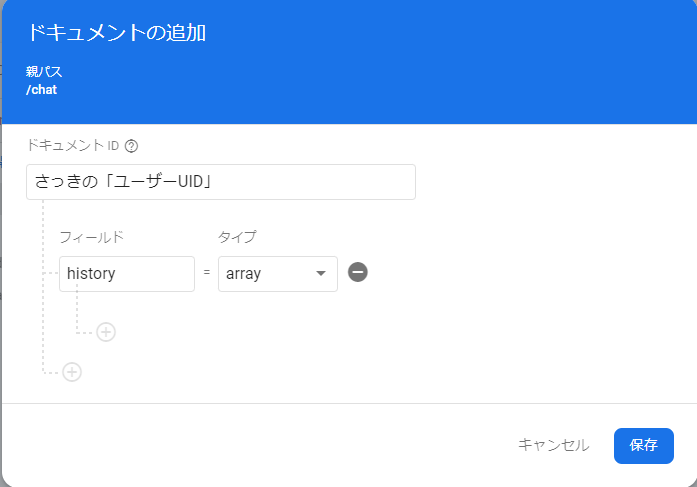 ドキュメントの追加
親パス
/chat
ドキュメント ID
さっきの「ユーザーUID」
フィールド タイプ
history = array
キャンセル 保存